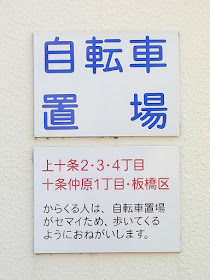 自転車
置場
上十条2・3・4丁目
十条仲原1丁目・板橋区
からくる人は、自転車置場
がセマイため、歩いてくる
ようにおねがいします。